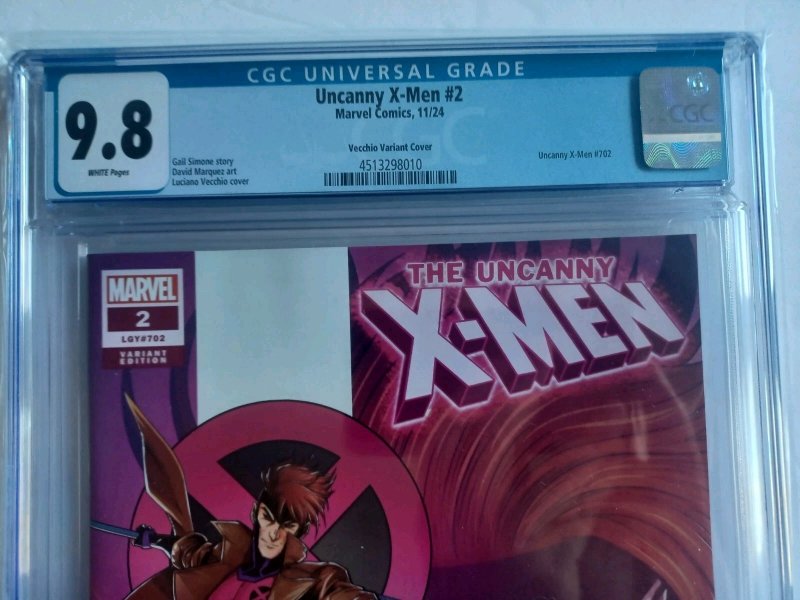 CGC UNIVERSAL GRADE
9.8
WHITE Pages
Uncanny X-Men #2
Marvel Comics, 11/24
Vecchio Variant Cover
4513298010
Gail Simone story
David Marquez art
Luciano Vecchio cover
Uncanny X-Men #702
CGC
CGC
MARVEL
2
LGY#702
VARIANT
EDITION
THE UNCANNY
X-MEN